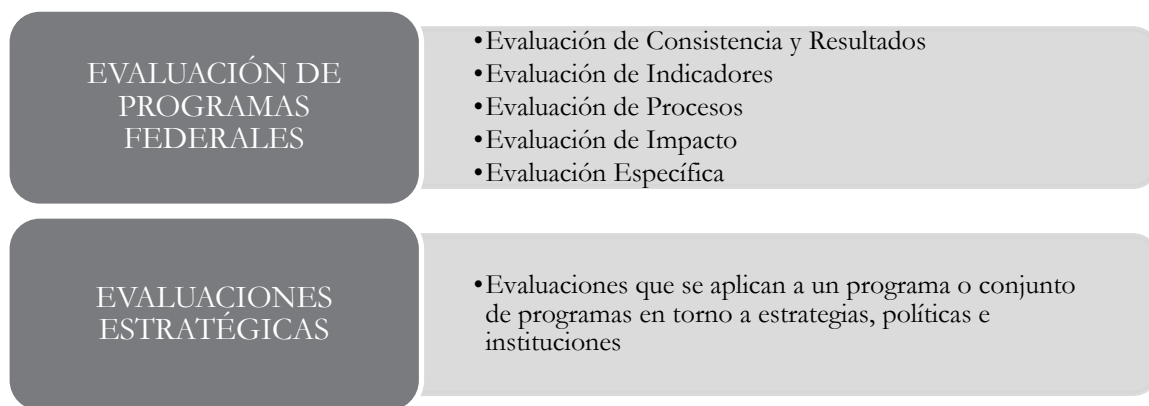 EVALUACIÓN DE
PROGRAMAS
FEDERALES
•Evaluación de Consistencia y Resultados
•Evaluación de Indicadores
•Evaluación de Procesos
•Evaluación de Impacto
•Evaluación Específica
EVALUACIONES
ESTRATÉGICAS
•Evaluaciones que se aplican a un programa o conjunto
de programas en torno a estrategias, políticas e
instituciones